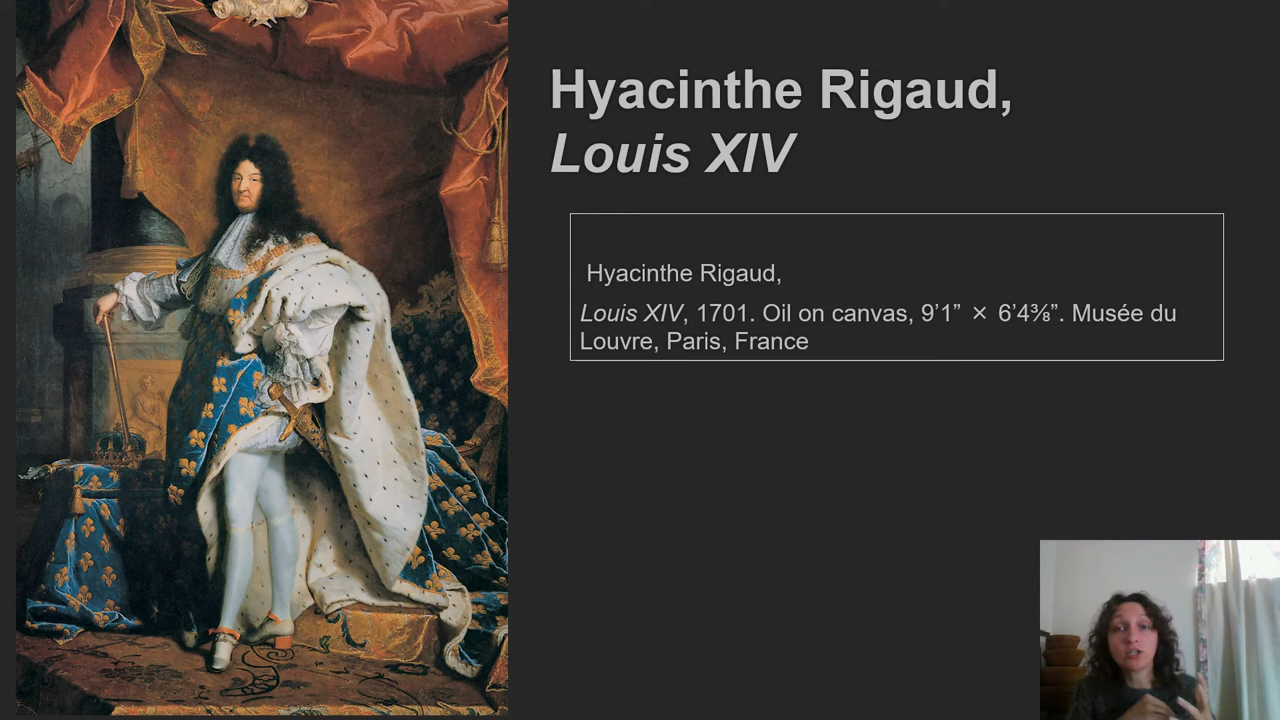 Hyacinthe Rigaud,
Louis XIV
Hyacinthe Rigaud,
Louis XIV, 1701. Oil on canvas, 9’1” × 6’4⅜”. Musée du
Louvre, Paris, France